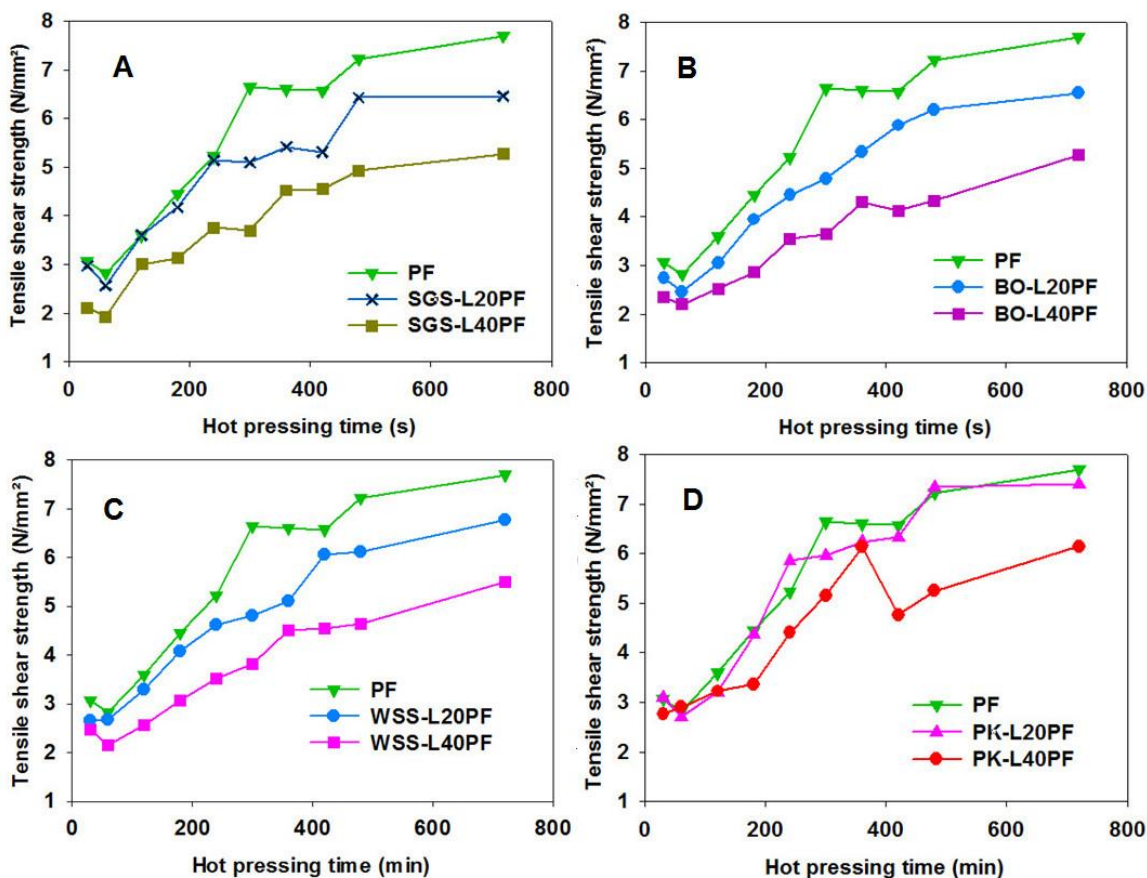 A
Tensile shear strength (N/mm²)
8
7
6
5
4
3
2
1
PF
SGS-L20PF
SGS-L40PF
0 200 400 600 800
Hot pressing time (s)
B
Tensile shear strength (N/mm²)
8
7
6
5
4
3
2
1
PF
BO-L20PF
BO-L40PF
0 200 400 600 800
Hot pressing time (s)
C
Tensile shear strength (N/mm²)
8
7
6
5
4
3
2
1
PF
WSS-L20PF
WSS-L40PF
0 200 400 600 800
Hot pressing time (min)
D
Tensile shear strength (N/mm²)
8
7
6
5
4
3
2
1
PF
PK-L20PF
PK-L40PF
0 200 400 600 800
Hot pressing time (min)